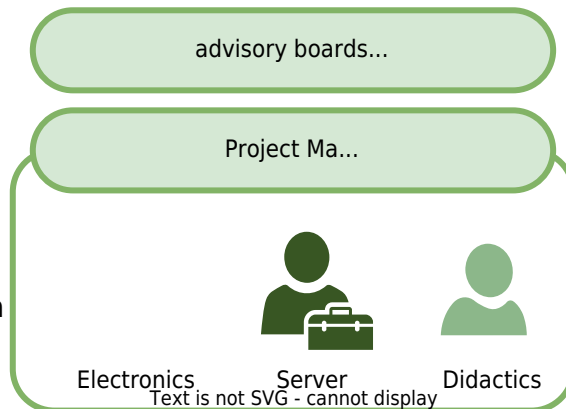 advisory boards...
Project Ma...
Electronics Server Didactics
Text is not SVG - cannot display